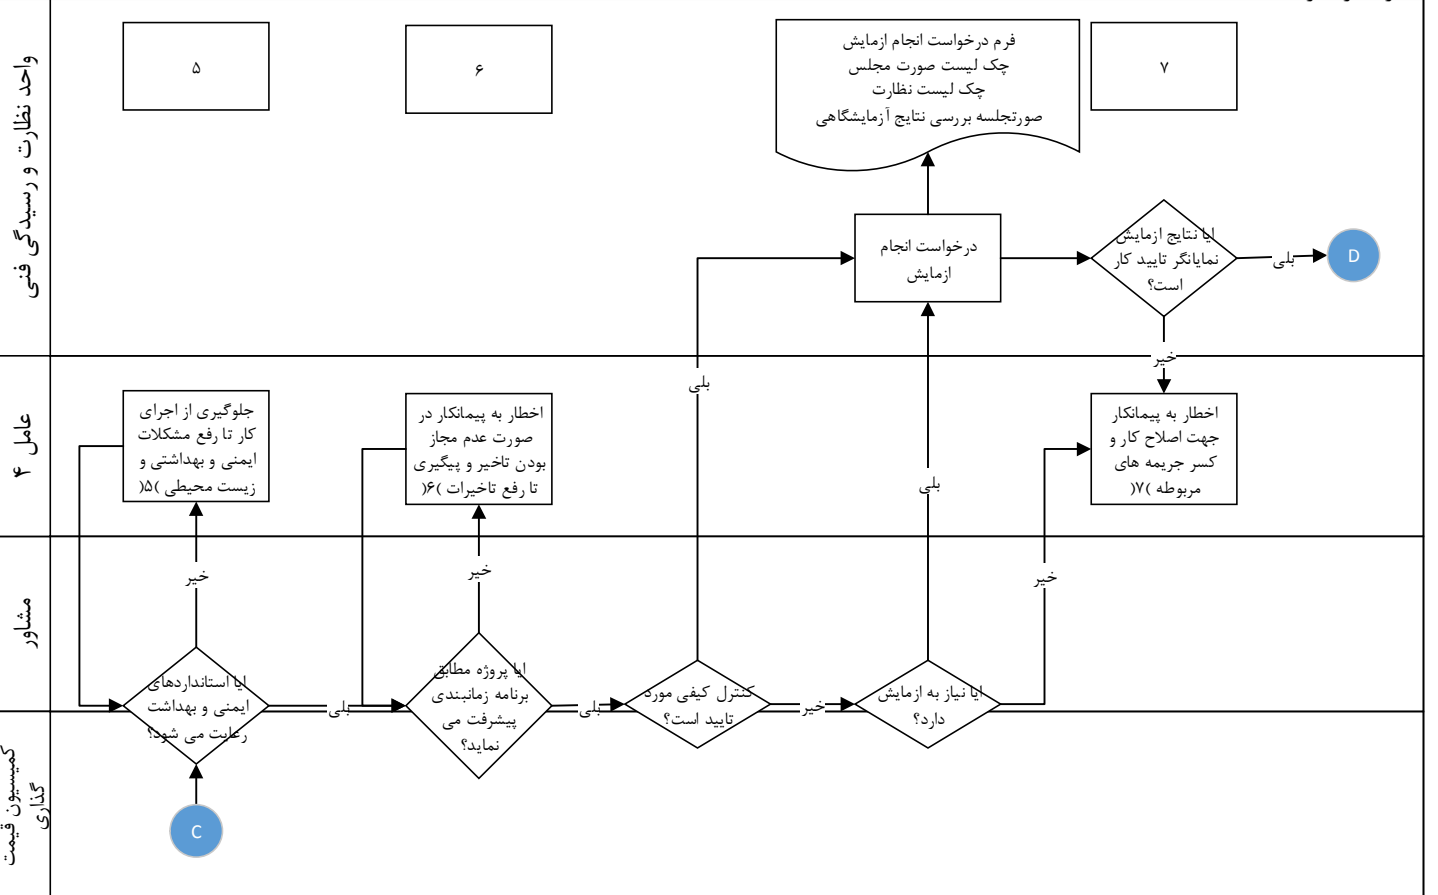 ۵
۶
فرم درخواست انجام ازمایش
چک لیست صورت مجلس
چک لیست نظارت
صورتجلسه بررسی نتایج آزمایشگاهی
۷
واحد نظارت و رسیدگی فنی
درخواست انجام
ازمایش
ایا نتایج ازمایش
نمایانگر تایید کار
است؟
بلی
D
خیر
بلی
عامل ۴
جلوگیری از اجرای
کار تا رفع مشکلات
ایمنی و بهداشتی و
زیست محیطی )۵(
اخطار به پیمانکار در
صورت عدم مجاز
بودن تاخیر و پیگیری
تا رفع تاخیرات )۶(
بلی
اخطار به پیمانکار
جهت اصلاح کار و
کسر جریمه های
مربوطه )۷(
مشاور
خیر
خیر
خیر
ایا استانداردهای
ایمنی و بهداشت
رعایت می شود؟
بلی
ایا پروژه مطابق
برنامه زمانبندی
پیشرفت می
نماید؟
بلی
کنترل کیفی مورد
تایید است؟
خیر
ایا نیاز به ازمایش
دارد؟
کمیسیون قیمت
گذاری
C